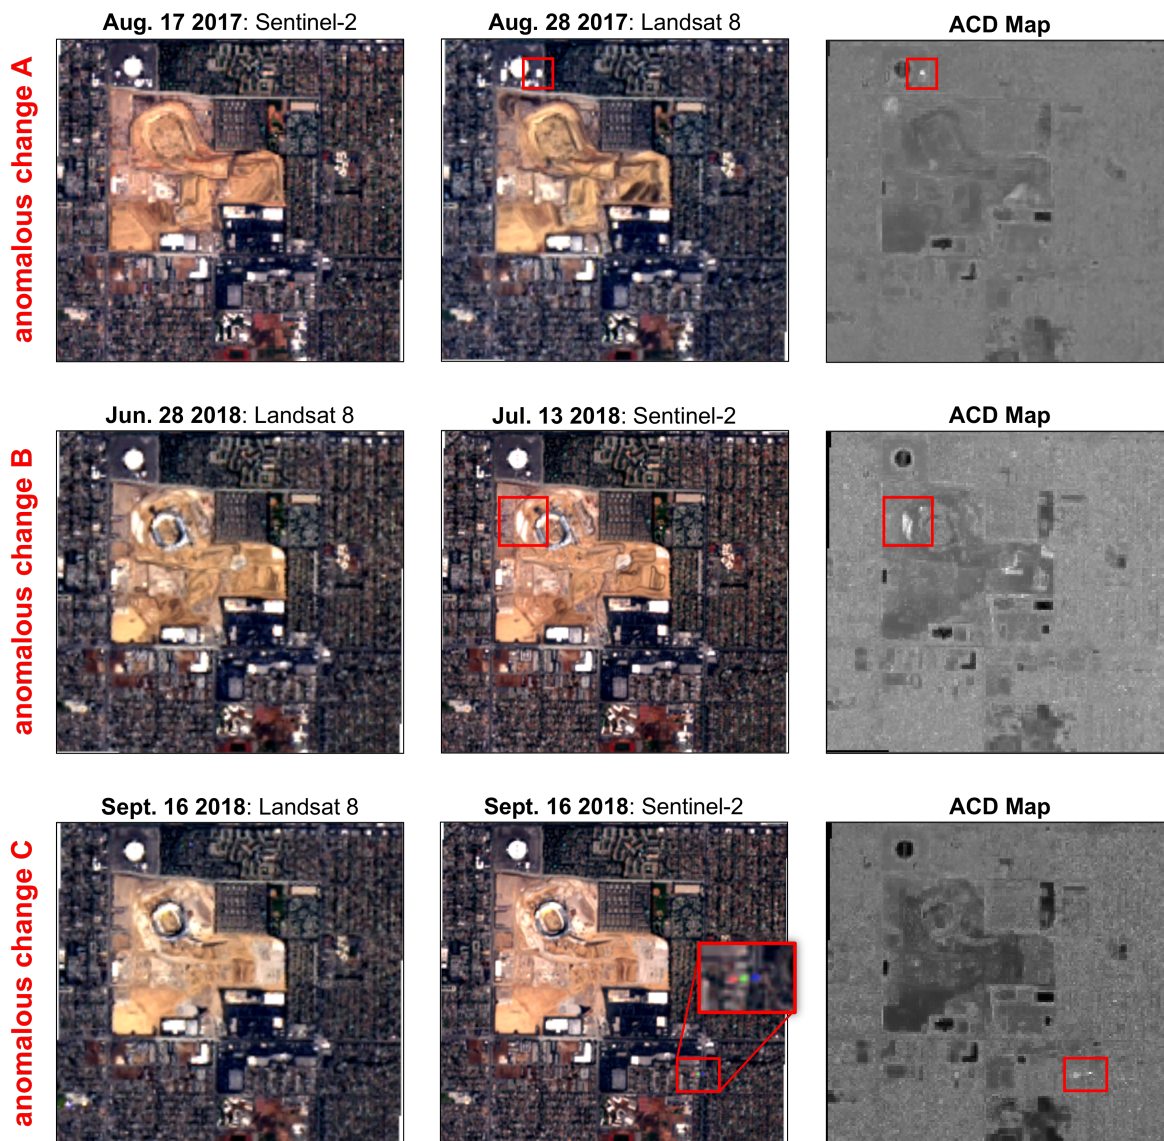 Aug. 17 2017: Sentinel-2
Aug. 28 2017: Landsat 8
ACD Map
anomalous change A
Jun. 28 2018: Landsat 8
Jul. 13 2018: Sentinel-2
ACD Map
anomalous change B
Sept. 16 2018: Landsat 8
Sept. 16 2018: Sentinel-2
ACD Map
anomalous change C